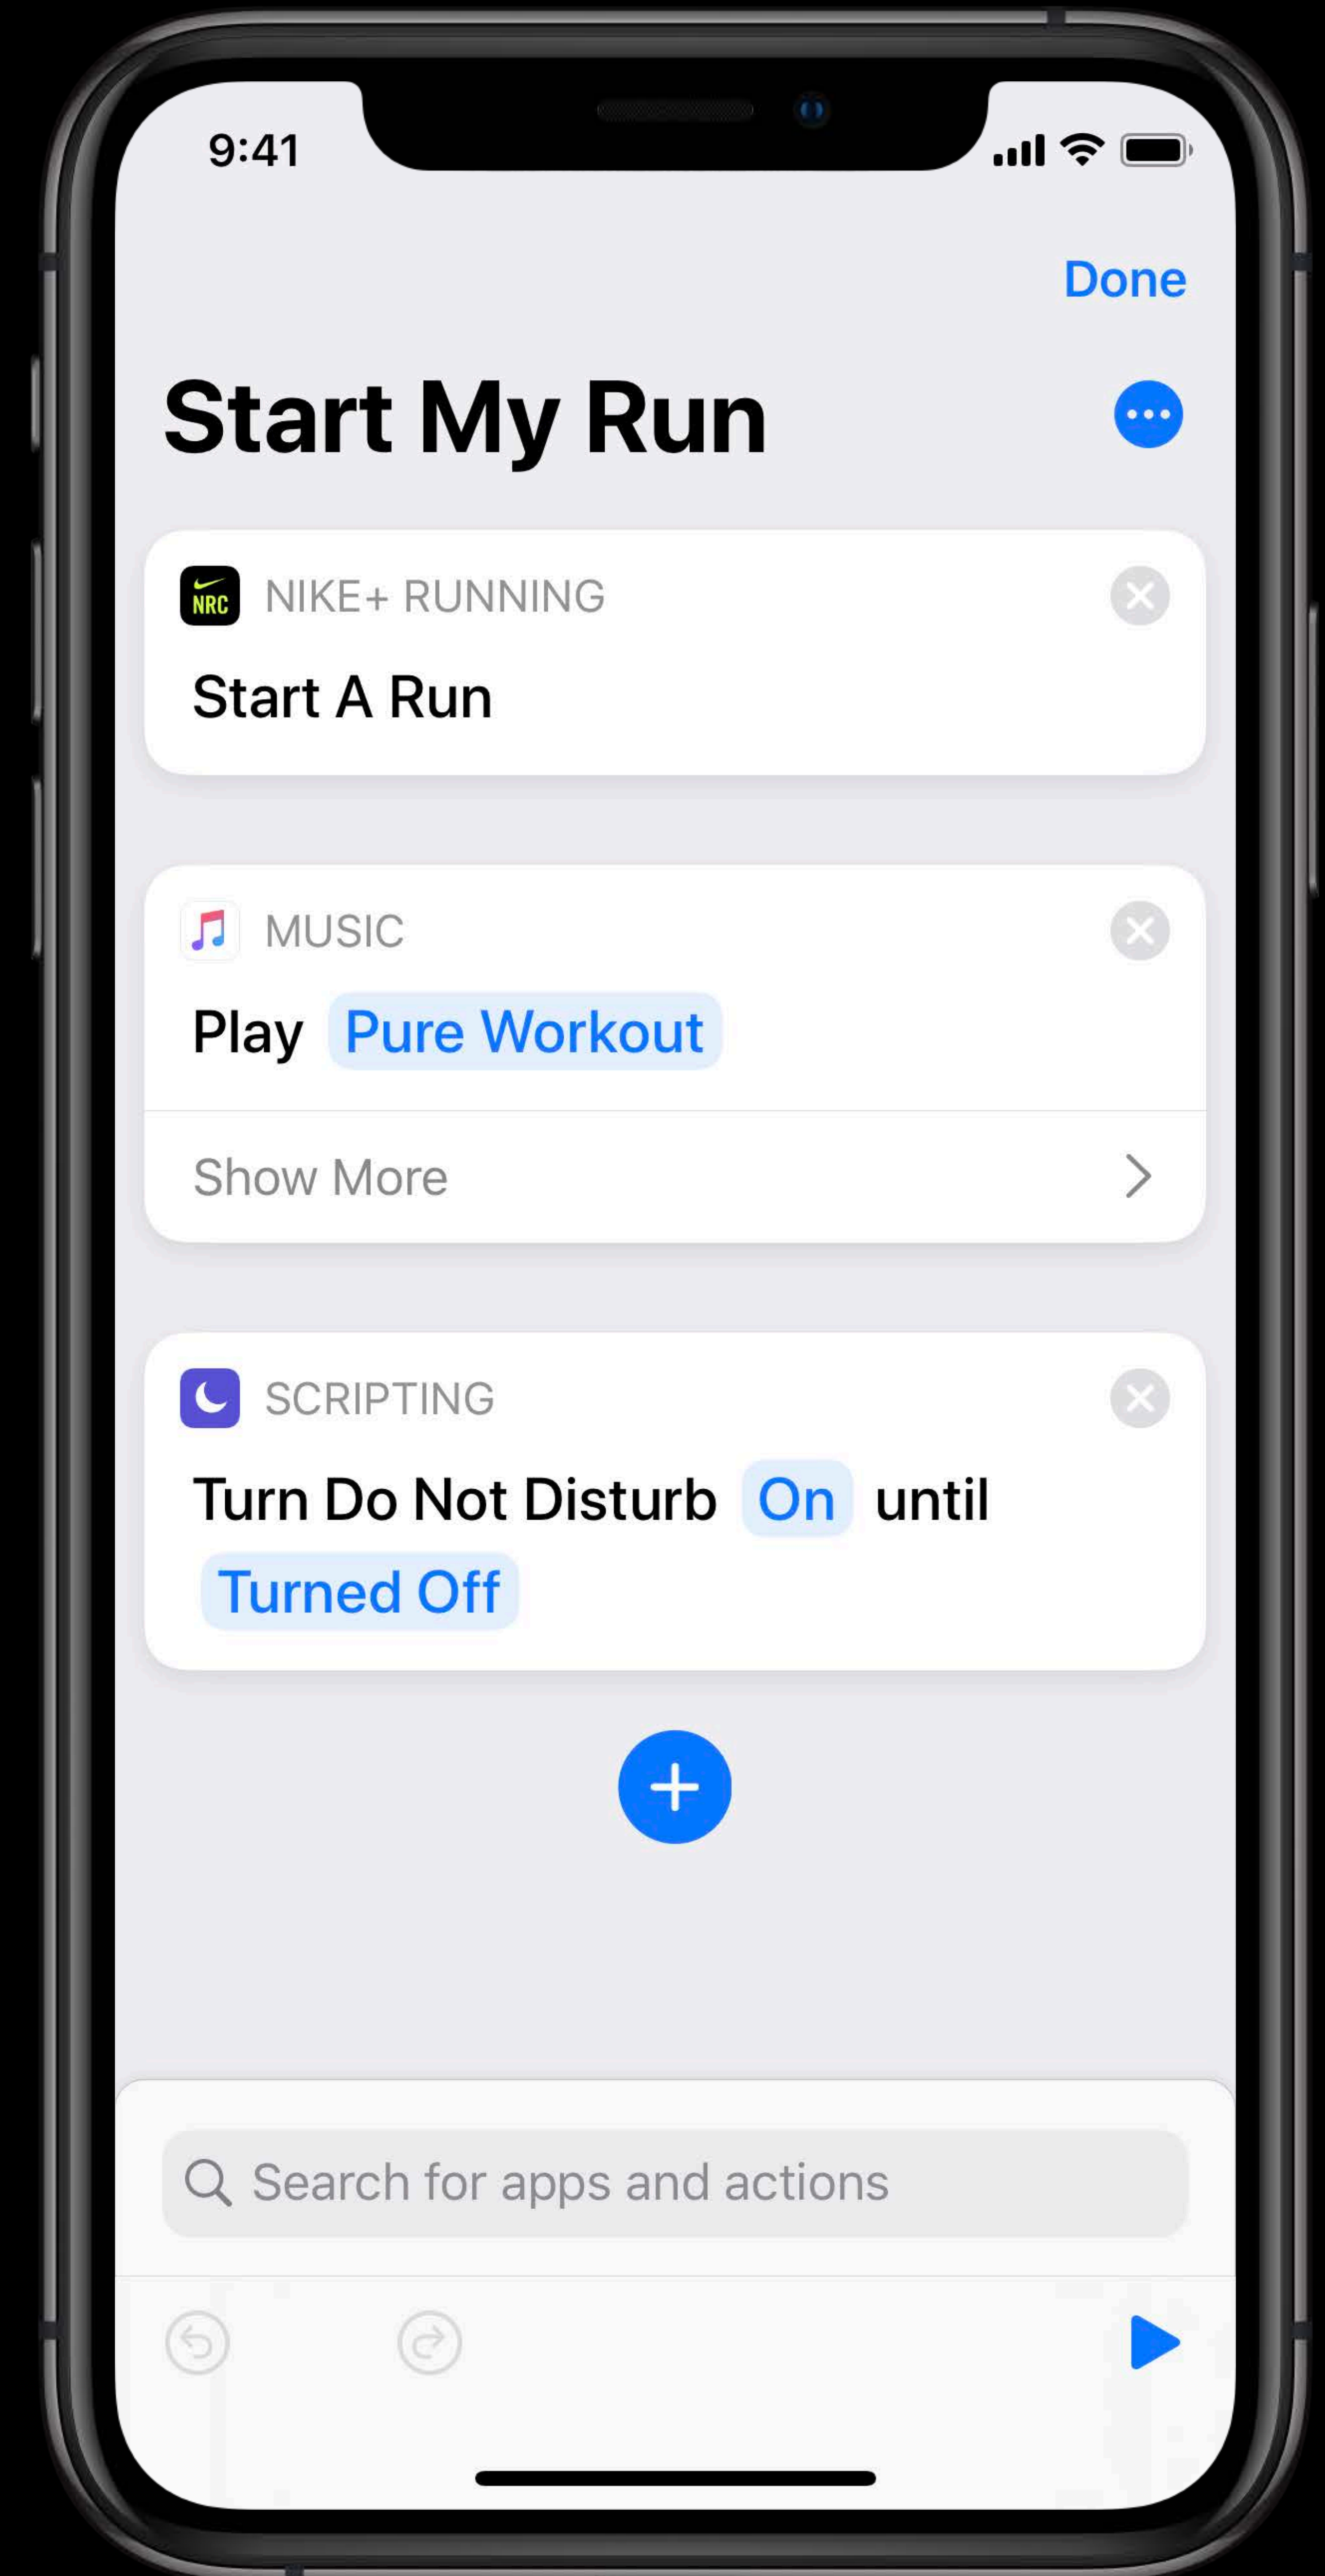 9:41
Done
Start My Run
NRC
NIKE+ RUNNING
Start A Run
MUSIC
Play Pure Workout
Show More
SCRIPTING
Turn Do Not Disturb On until
Turned Off
Search for apps and actions